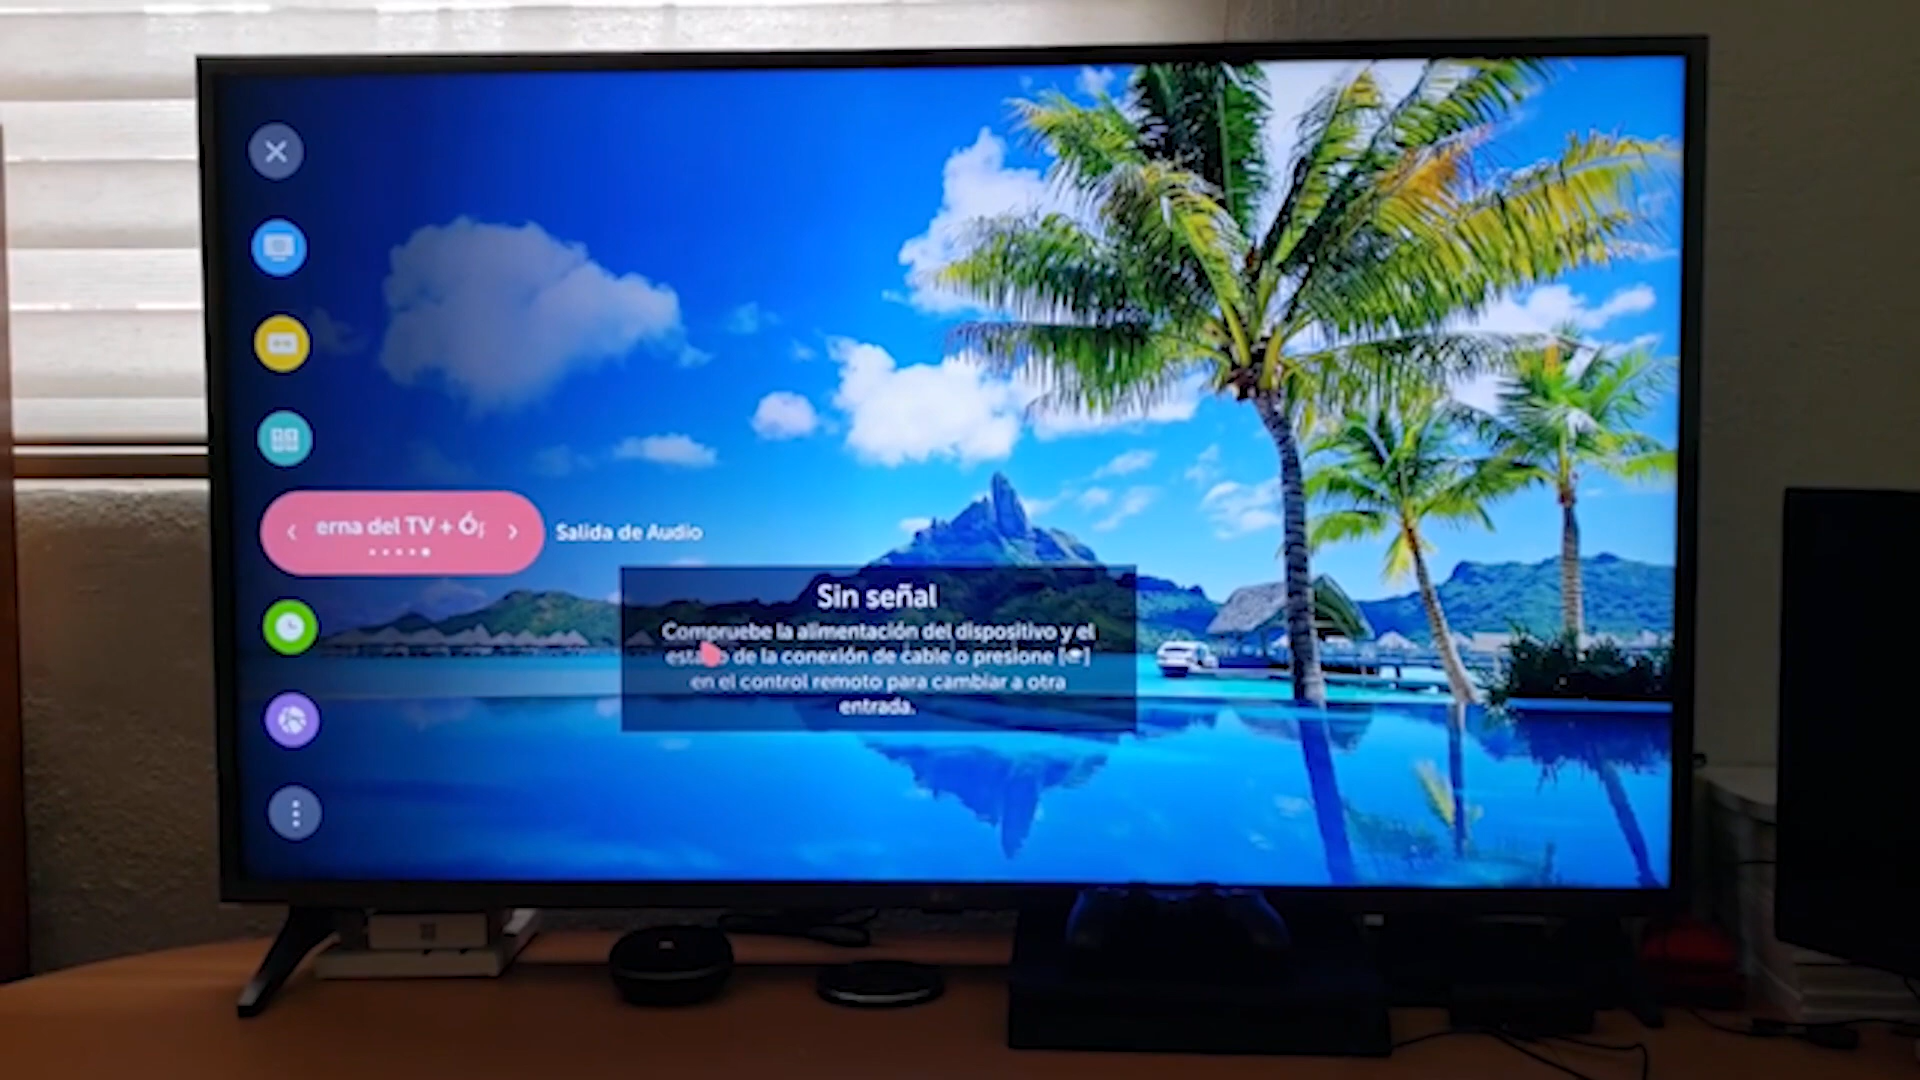 erna del TV + Ó
Salida de Audio
Sin señal
Compruebe la alimentación del dispositivo y el
de la conexión de cable o presione [ ]
en el control remoto para cambiar a otra
entrada.